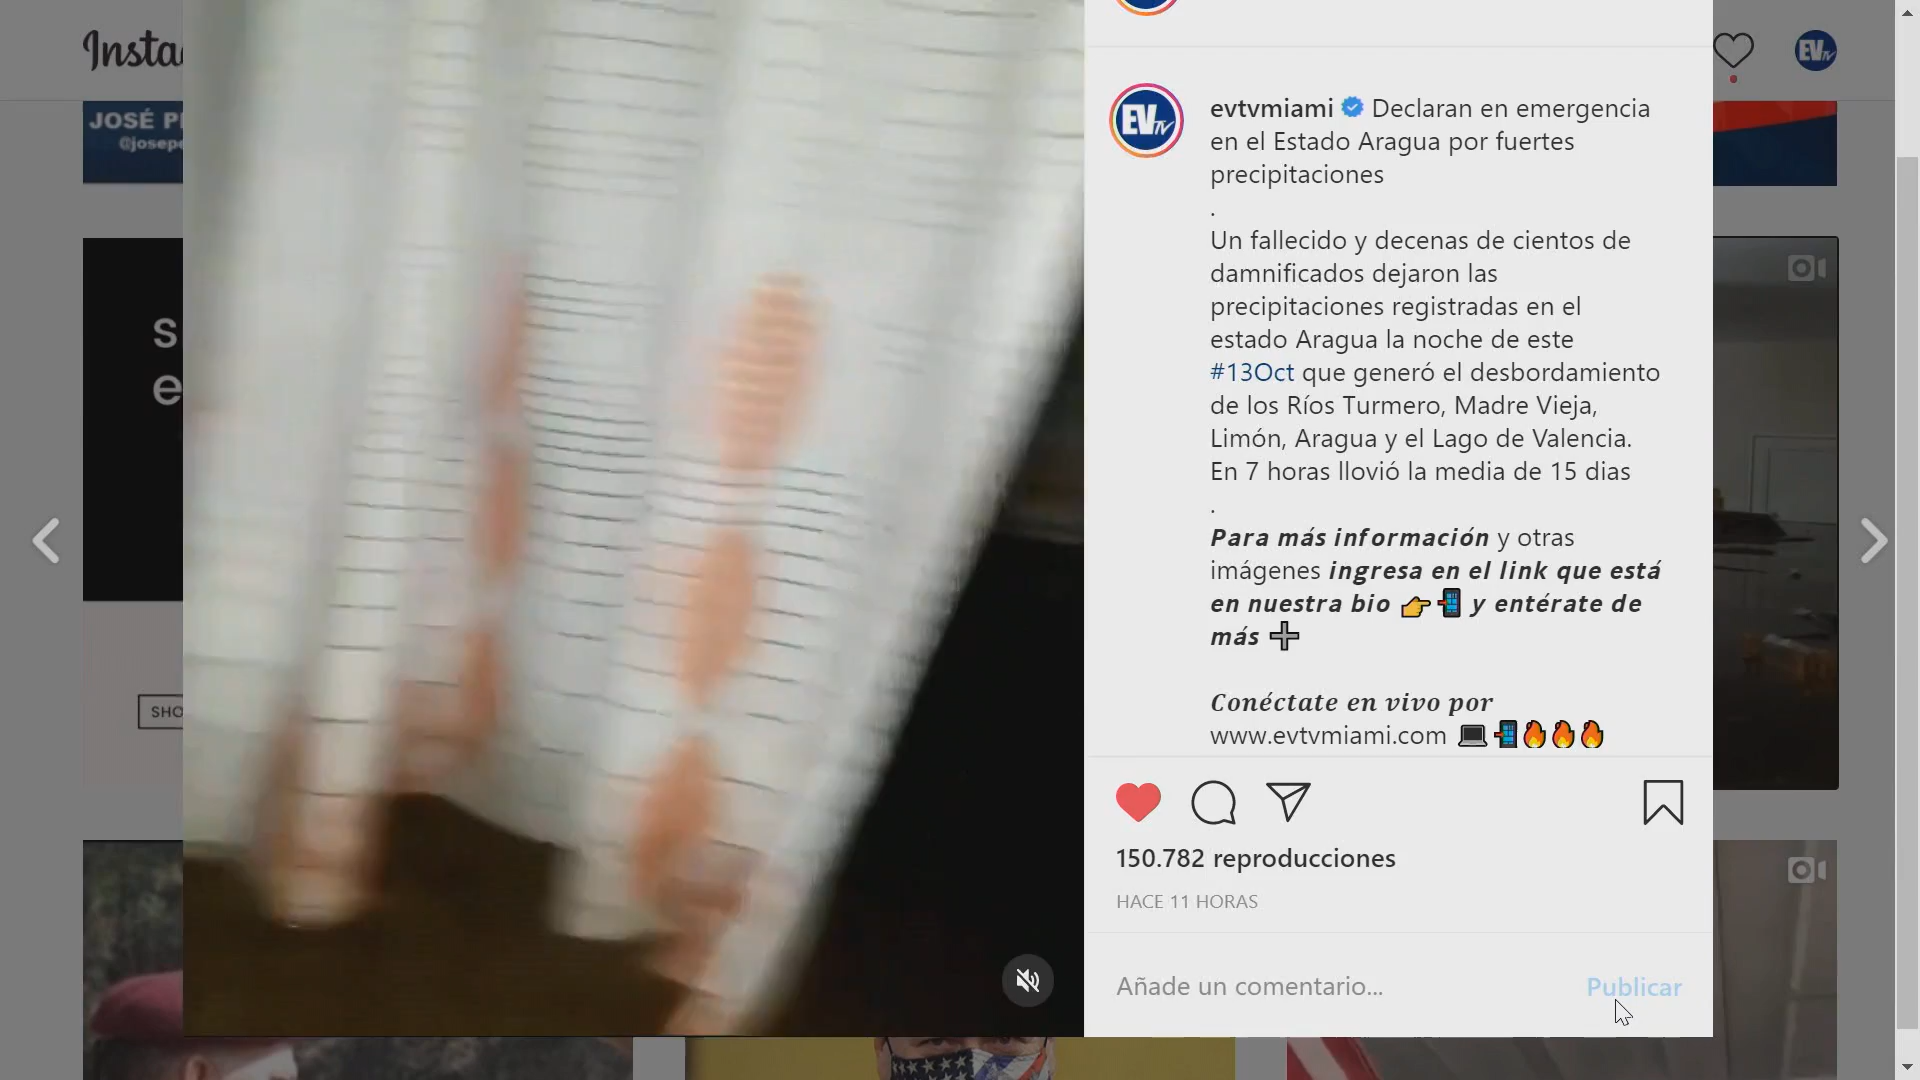 Insta
JOSÉ P
@josepe
s
e
SHO
EVtv
EVtv
evtvmiami Declaran en emergencia
en el Estado Aragua por fuertes
precipitaciones
.
Un fallecido y decenas de cientos de
damnificados dejaron las
precipitaciones registradas en el
estado Aragua la noche de este
#13Oct que generó el desbordamiento
de los Ríos Turmero, Madre Vieja,
Limón, Aragua y el Lago de Valencia.
En 7 horas llovió la media de 15 dias
.
Para más información y otras
imágenes ingresa en el link que está
en nuestra bio 👉📲 y entérate de
más ➕
Conéctate en vivo por
www.evtvmiami.com 💻📲🔥🔥🔥
150.782 reproducciones
HACE 11 HORAS
Añade un comentario...
Publicar